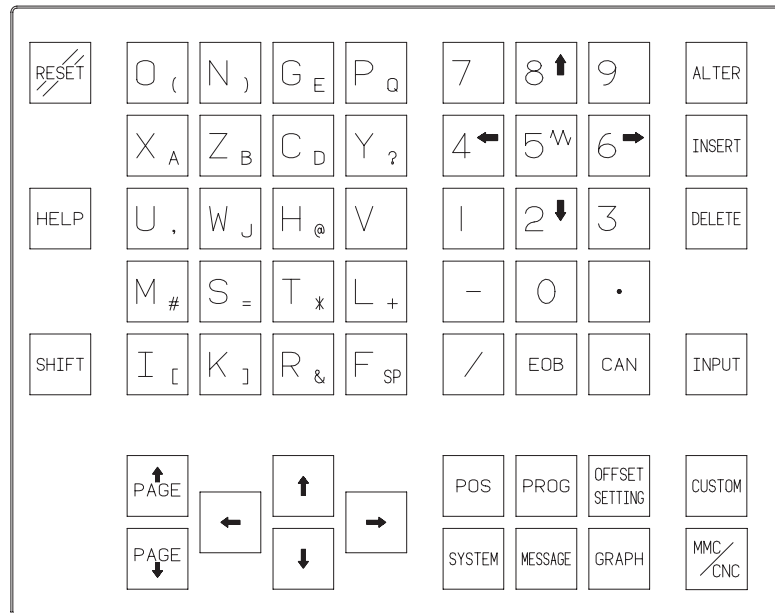 RESET O ( N ) G E P Q 7 8 ⬆ 9 ALTER
X A Z B C D Y ? 4 ⬅ 5 6 ➡ INSERT
HELP U , W J H @ V 1 2 ⬇ 3 DELETE
M # S = T * L + - 0 .
SHIFT I [ K ] R & F SP / EOB CAN INPUT
PAGE ⬆ ⬆ POS PROG OFFSET SETTING CUSTOM
⬅ ➡
PAGE ⬇ ⬇ SYSTEM MESSAGE GRAPH MMC/CNC